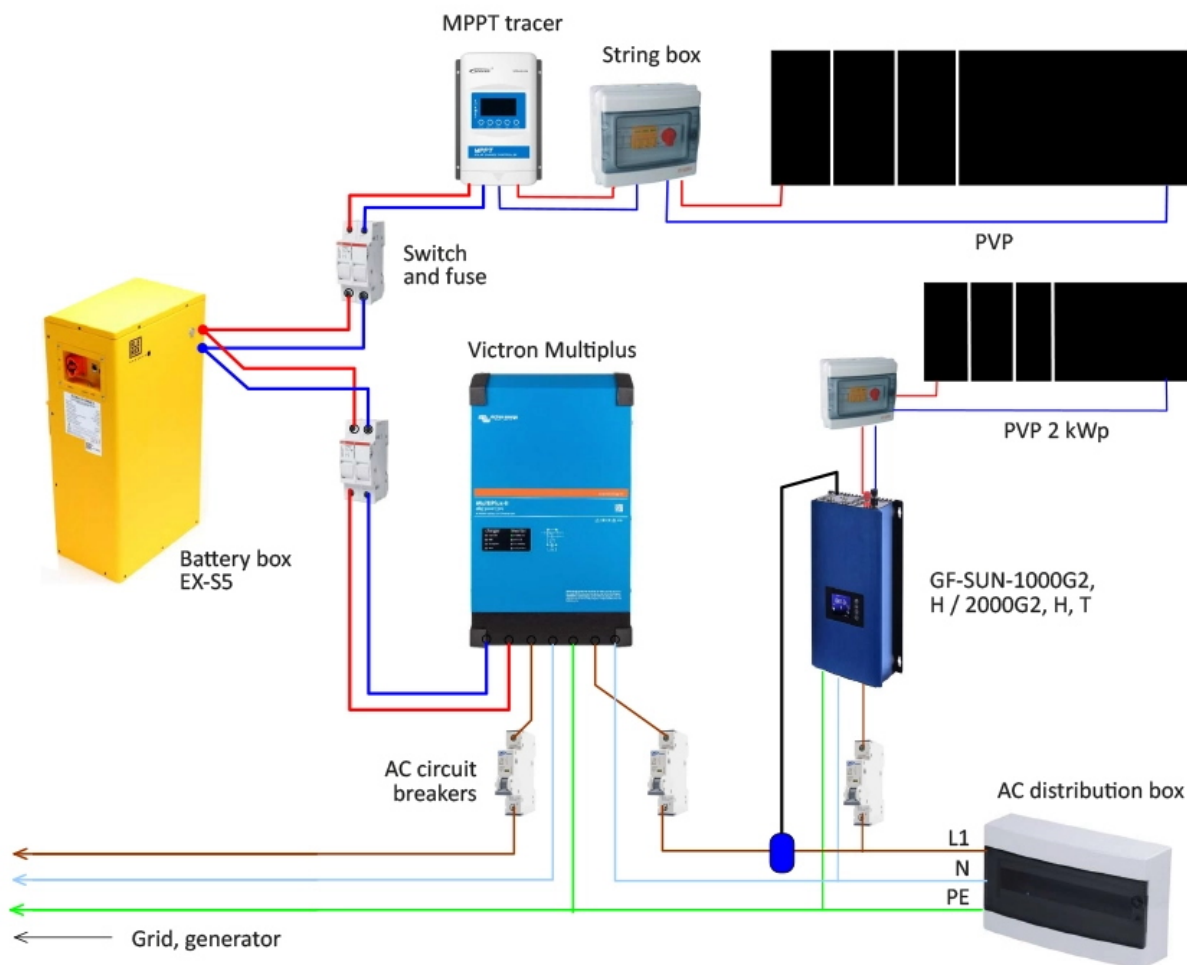 MPPT tracer
String box
MPPT
PVP
Switch
and fuse
Victron Multiplus
PVP 2 kWp
Battery box
EX-S5
GF-SUN-1000G2,
H / 2000G2, H, T
AC circuit
breakers
AC distribution box
L1
N
PE
Grid, generator